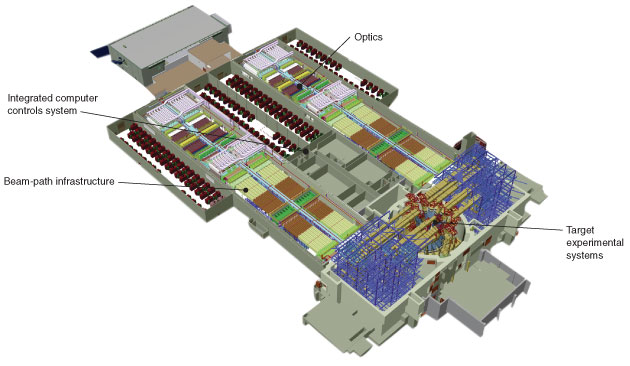 Optics
Integrated computer
controls system
Beam-path infrastructure
Target
experimental
systems